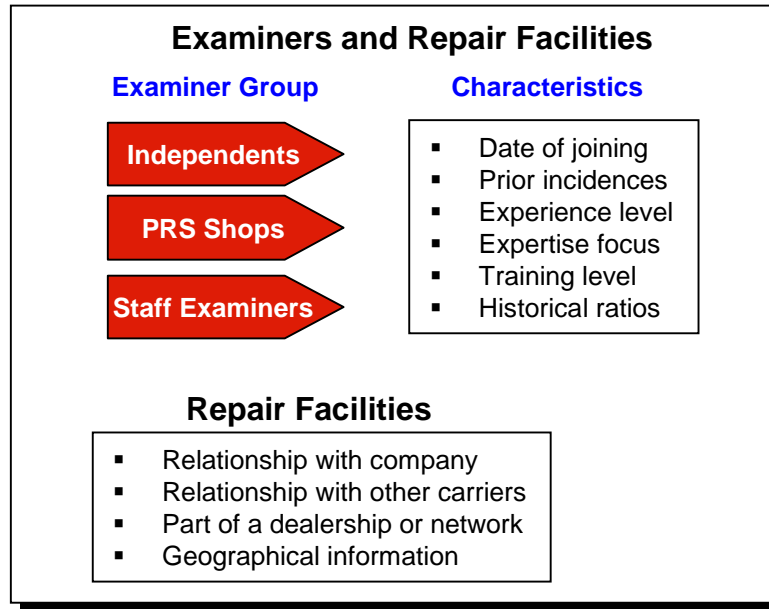 Examiners and Repair Facilities
Examiner Group
Characteristics
Independents
PRS Shops
Staff Examiners
▪ Date of joining
▪ Prior incidences
▪ Experience level
▪ Expertise focus
▪ Training level
▪ Historical ratios
Repair Facilities
▪ Relationship with company
▪ Relationship with other carriers
▪ Part of a dealership or network
▪ Geographical information